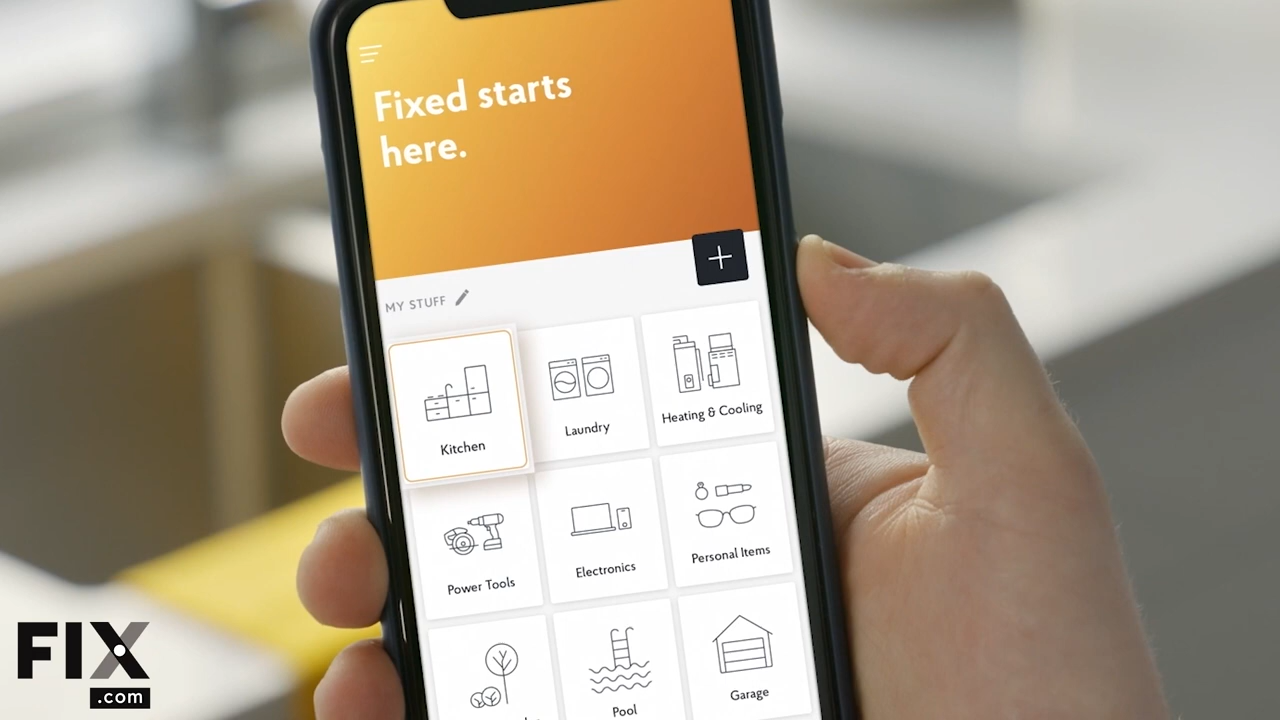 Fixed starts
here.
MY STUFF
Kitchen
Laundry
Heating & Cooling
Power Tools
Electronics
Personal Items
Pool
Garage
FIX
.com